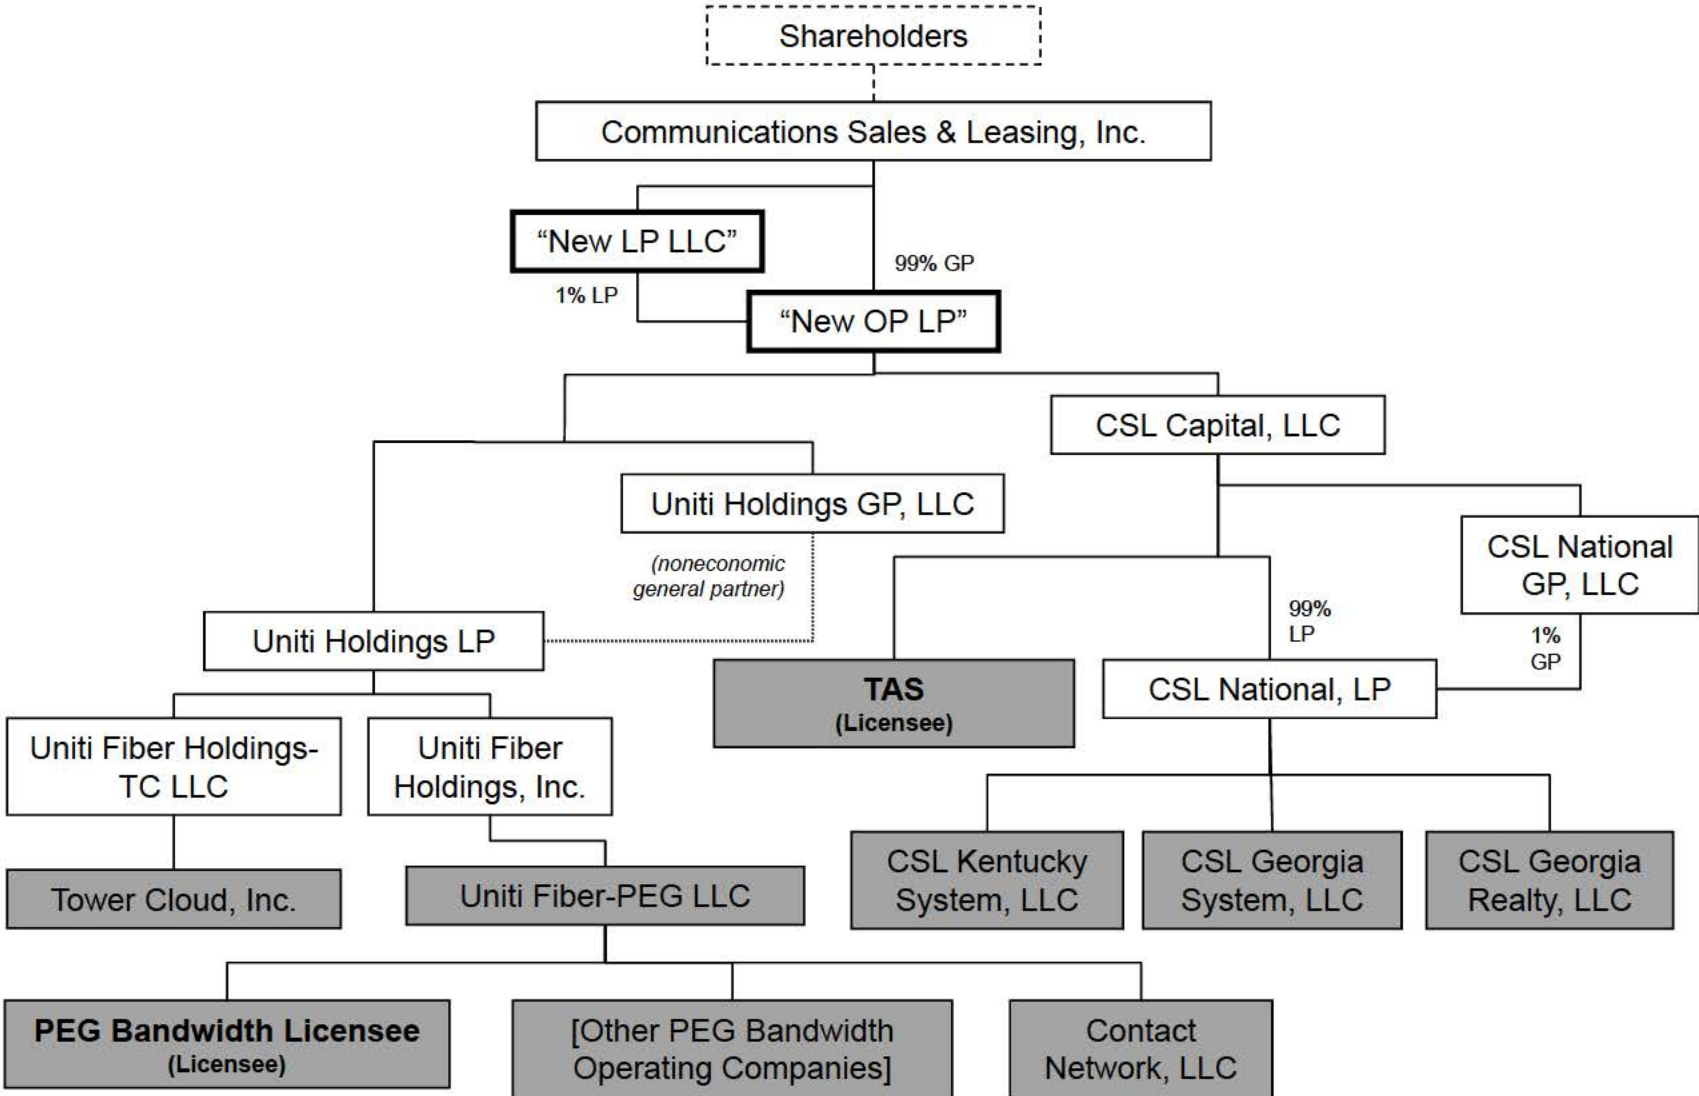 Shareholders
Communications Sales & Leasing, Inc.
“New LP LLC”
99% GP
1% LP
“New OP LP”
CSL Capital, LLC
Uniti Holdings GP, LLC
(noneconomic
general partner)
CSL National
GP, LLC
99%
LP
1%
GP
Uniti Holdings LP
TAS
(Licensee)
CSL National, LP
Uniti Fiber Holdings-
TC LLC
Uniti Fiber
Holdings, Inc.
Tower Cloud, Inc.
Uniti Fiber-PEG LLC
CSL Kentucky
System, LLC
CSL Georgia
System, LLC
CSL Georgia
Realty, LLC
PEG Bandwidth Licensee
(Licensee)
[Other PEG Bandwidth
Operating Companies]
Contact
Network, LLC